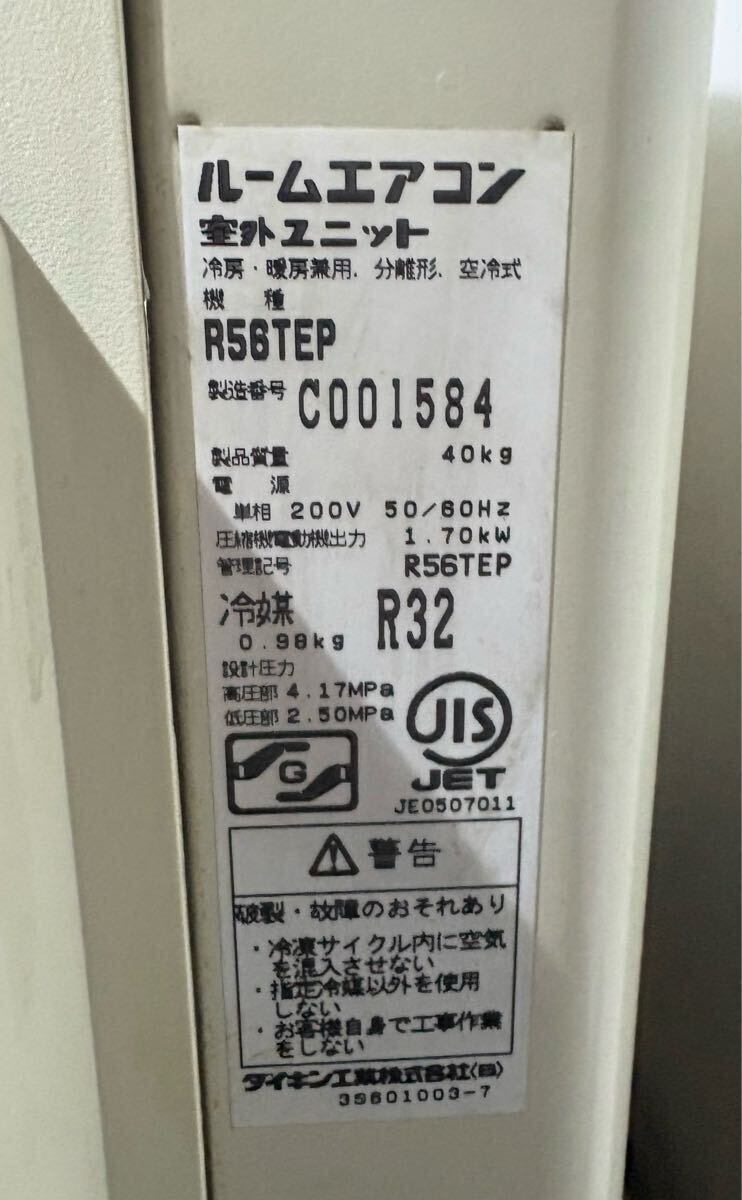 ルームエアコン
室外ユニット
冷房・暖房兼用、分離形、空冷式
機　種
R56TEP
製造番号 C001584
製品質量 40kg
電　源
単相 200V 50/60Hz
圧縮機電動機出力 1.70kW
管理記号 R56TEP
冷媒 R32
0.98kg
設計圧力
高圧部 4.17MPa
低圧部 2.50MPa
JIS
JET
G
JE0507011
⚠ 警告
破裂・故障のおそれあり
・冷凍サイクル内に空気
を混入させない
・指定冷媒以外を使用
しない
・お客様自身で工事作業
をしない
ダイキン工業株式会社(B)
3S601003-7